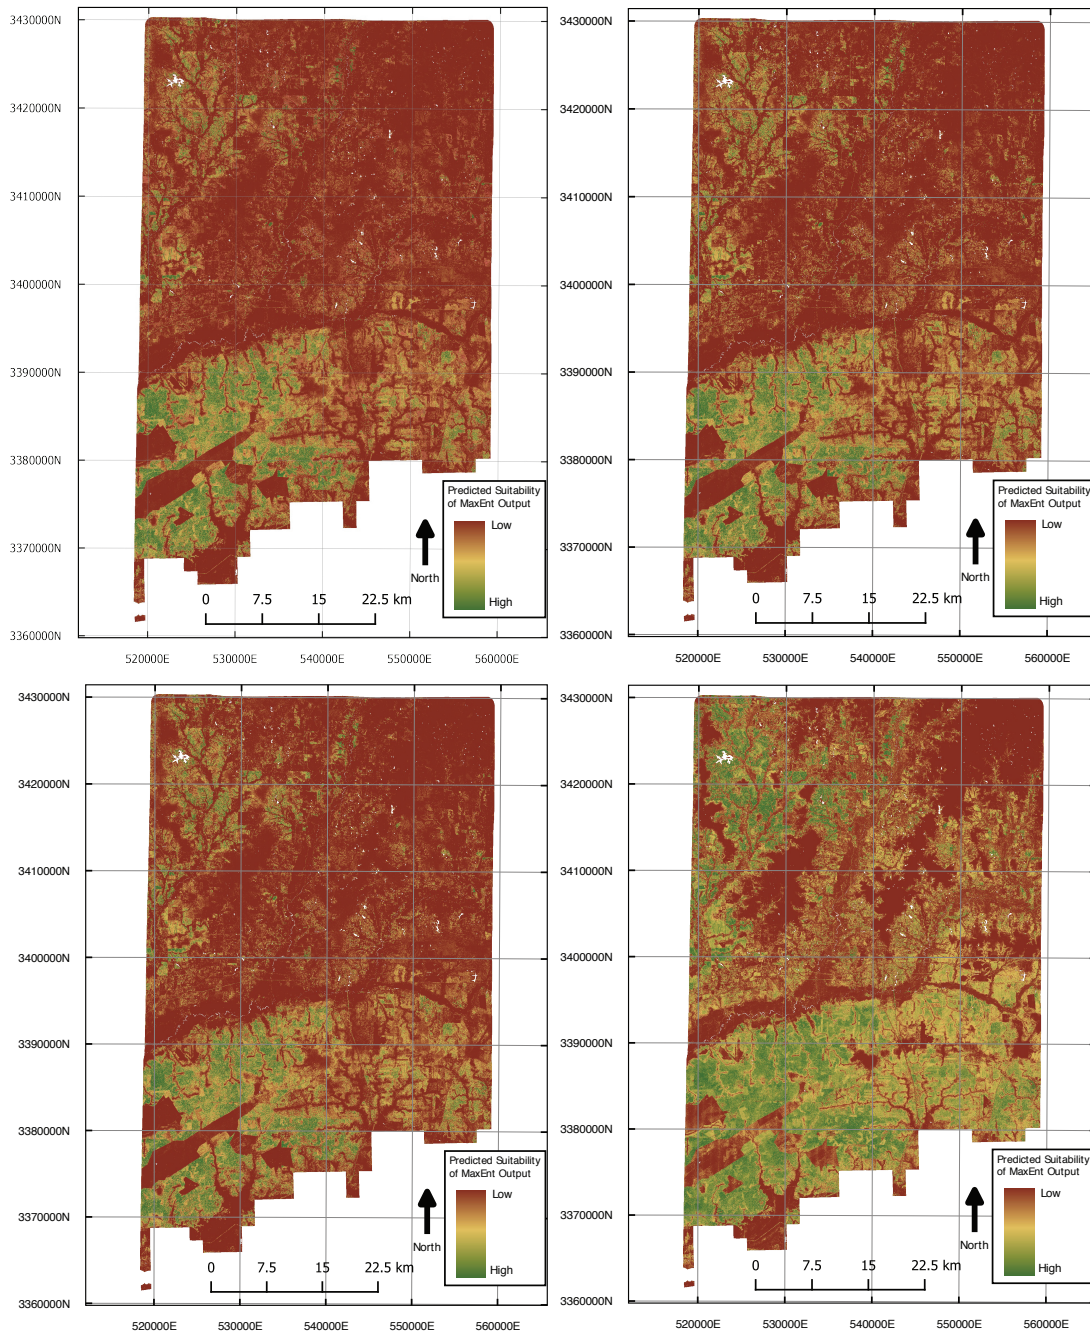 3430000N
3420000N
3410000N
3400000N
3390000N
3380000N
3370000N
3360000N
Predicted Suitability
of MaxEnt Output
Low
High
North
0 7.5 15 22.5 km
520000E 530000E 540000E 550000E 560000E
3430000N
3420000N
3410000N
3400000N
3390000N
3380000N
3370000N
3360000N
Predicted Suitability
of MaxEnt Output
Low
High
North
0 7.5 15 22.5 km
520000E 530000E 540000E 550000E 560000E
3430000N
3420000N
3410000N
3400000N
3390000N
3380000N
3370000N
3360000N
Predicted Suitability
of MaxEnt Output
Low
High
North
0 7.5 15 22.5 km
520000E 530000E 540000E 550000E 560000E
3430000N
3420000N
3410000N
3400000N
3390000N
3380000N
3370000N
3360000N
Predicted Suitability
of MaxEnt Output
Low
High
North
0 7.5 15 22.5 km
520000E 530000E 540000E 550000E 560000E